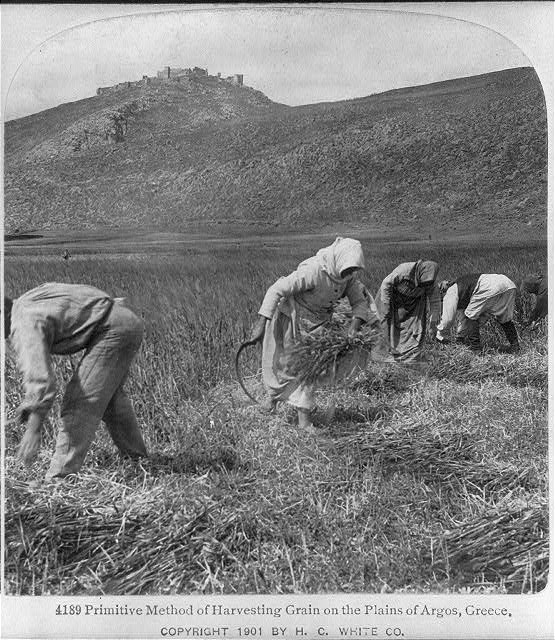 4189 Primitive Method of Harvesting Grain on the Plains of Argos, Greece.
COPYRIGHT 1901 BY H. C. WHITE CO.